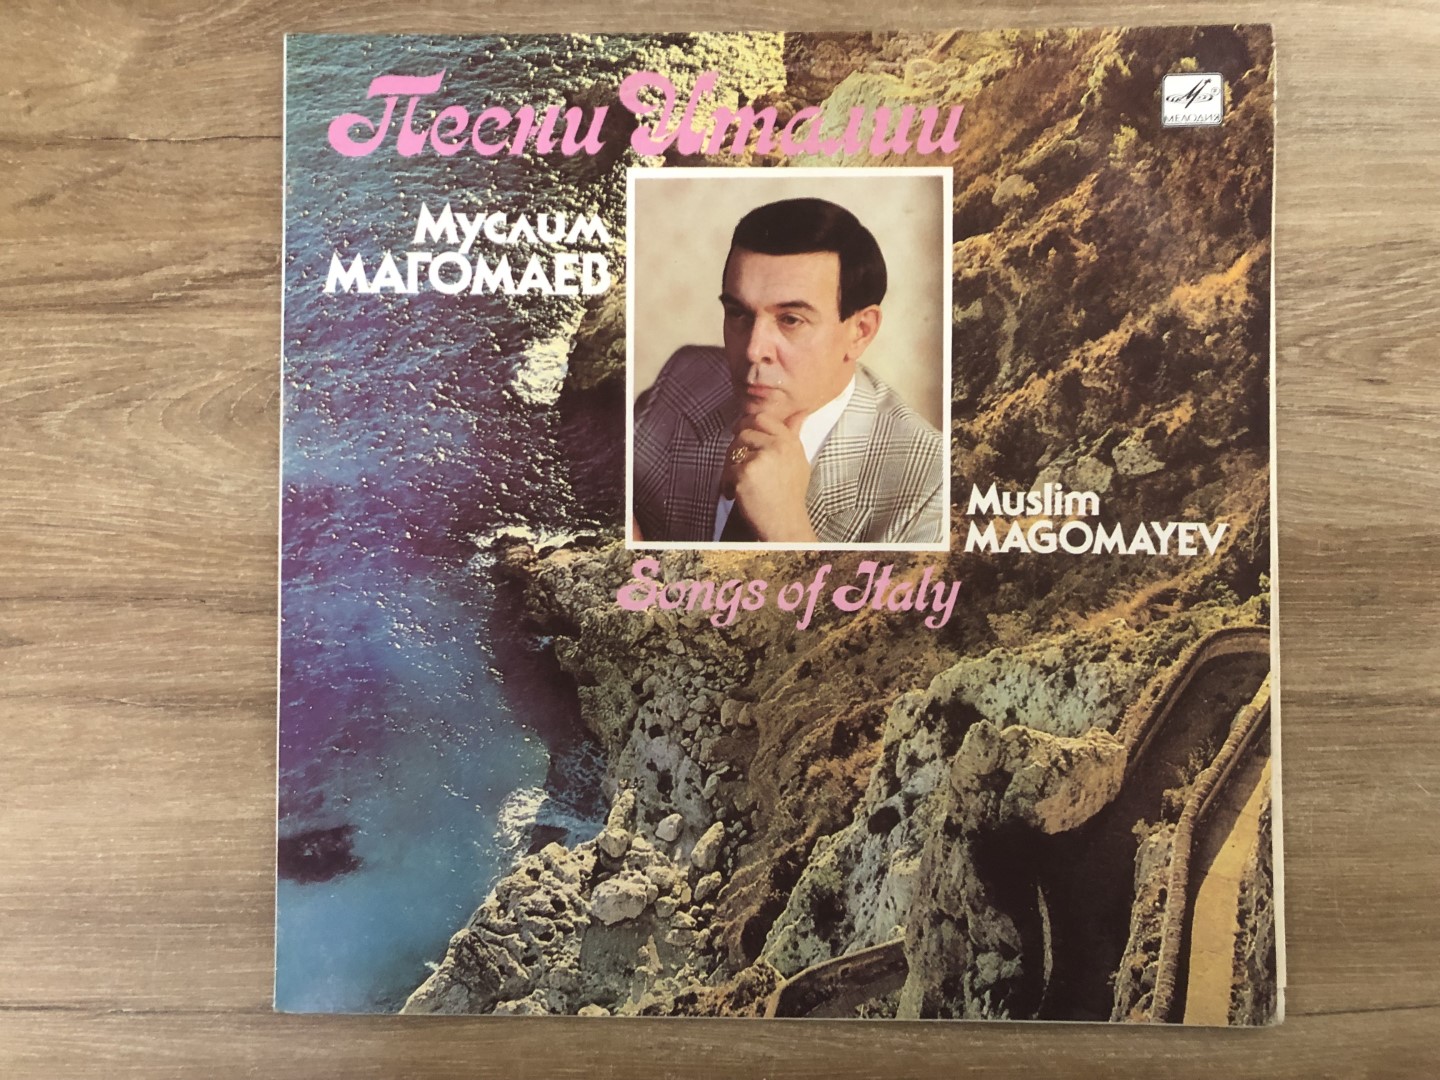 Песни Италии
МЕЛОДИЯ
Муслим
МАГОМАЕВ
Muslim
MAGOMAYEV
Songs of Italy